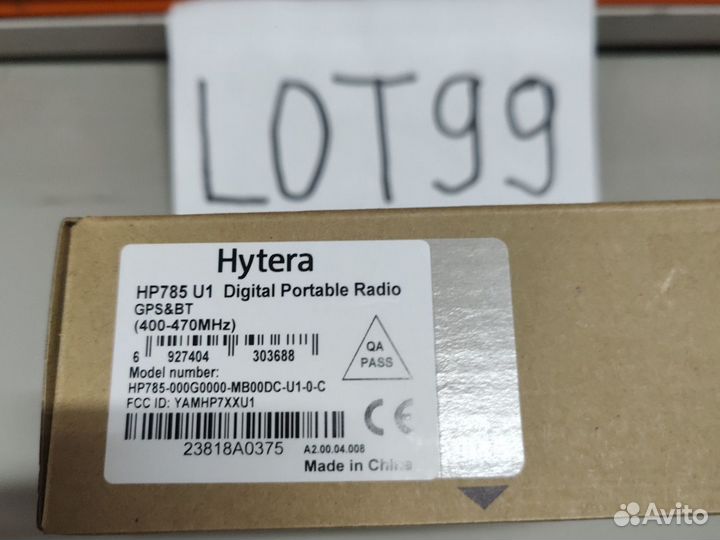 LOT99
Hytera
HP785 U1 Digital Portable Radio
GPS&BT
(400-470MHz)
6 927404 303688
QA
PASS
Model number:
HP785-000G0000-MB00DC-U1-0-C
FCC ID: YAMHP7XXU1
CE
23818A0375 A2.00.04.008
Made in China
Avito